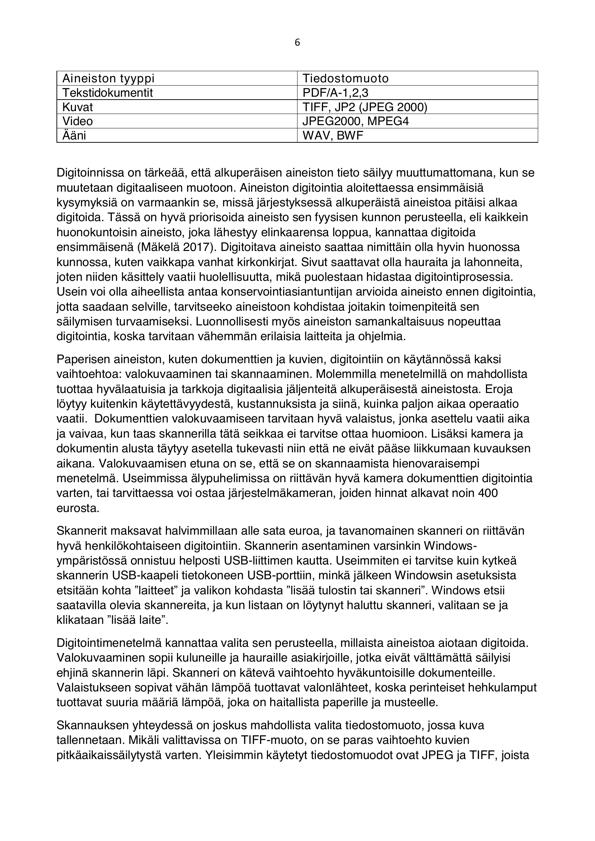 6
Aineiston tyyppi Tiedostomuoto
Tekstidokumentit PDF/A-1,2,3
Kuvat TIFF, JP2 (JPEG 2000)
Video JPEG2000, MPEG4
Ääni WAV, BWF
Digitoinnissa on tärkeää, että alkuperäisen aineiston tieto säilyy muuttumattomana, kun se
muutetaan digitaaliseen muotoon. Aineiston digitointia aloitettaessa ensimmäisiä
kysymyksiä on varmaankin se, missä järjestyksessä alkuperäistä aineistoa pitäisi alkaa
digitoida. Tässä on hyvä priorisoida aineisto sen fyysisen kunnon perusteella, eli kaikkein
huonokuntoisin aineisto, joka lähestyy elinkaarensa loppua, kannattaa digitoida
ensimmäisenä (Mäkelä 2017). Digitoitava aineisto saattaa nimittäin olla hyvin huonossa
kunnossa, kuten vaikkapa vanhat kirkonkirjat. Sivut saattavat olla hauraita ja lahonneita,
joten niiden käsittely vaatii huolellisuutta, mikä puolestaan hidastaa digitointiprosessia.
Usein voi olla aiheellista antaa konservointiasiantuntijan arvioida aineisto ennen digitointia,
jotta saadaan selville, tarvitseeko aineistoon kohdistaa joitakin toimenpiteitä sen
säilymisen turvaamiseksi. Luonnollisesti myös aineiston samankaltaisuus nopeuttaa
digitointia, koska tarvitaan vähemmän erilaisia laitteita ja ohjelmia.
Paperisen aineiston, kuten dokumenttien ja kuvien, digitointiin on käytännössä kaksi
vaihtoehtoa: valokuvaaminen tai skannaaminen. Molemmilla menetelmillä on mahdollista
tuottaa hyvälaatuisia ja tarkkoja digitaalisia jäljenteitä alkuperäisestä aineistosta. Eroja
löytyy kuitenkin käytettävyydestä, kustannuksista ja siinä, kuinka paljon aikaa operaatio
vaatii. Dokumenttien valokuvaamiseen tarvitaan hyvä valaistus, jonka asettelu vaatii aika
ja vaivaa, kun taas skannerilla tätä seikkaa ei tarvitse ottaa huomioon. Lisäksi kamera ja
dokumentin alusta täytyy asetella tukevasti niin että ne eivät pääse liikkumaan kuvauksen
aikana. Valokuvaamisen etuna on se, että se on skannaamista hienovaraisempi
menetelmä. Useimmissa älypuhelimissa on riittävän hyvä kamera dokumenttien digitointia
varten, tai tarvittaessa voi ostaa järjestelmäkameran, joiden hinnat alkavat noin 400
eurosta.
Skannerit maksavat halvimmillaan alle sata euroa, ja tavanomainen skanneri on riittävän
hyvä henkilökohtaiseen digitointiin. Skannerin asentaminen varsinkin Windows-
ympäristössä onnistuu helposti USB-liittimen kautta. Useimmiten ei tarvitse kuin kytkeä
skannerin USB-kaapeli tietokoneen USB-porttiin, minkä jälkeen Windowsin asetuksista
etsitään kohta ”laitteet” ja valikon kohdasta ”lisää tulostin tai skanneri”. Windows etsii
saatavilla olevia skannereita, ja kun listaan on löytynyt haluttu skanneri, valitaan se ja
klikataan ”lisää laite”.
Digitointimenetelmä kannattaa valita sen perusteella, millaista aineistoa aiotaan digitoida.
Valokuvaaminen sopii kuluneille ja hauraille asiakirjoille, jotka eivät välttämättä säilyisi
ehjinä skannerin läpi. Skanneri on kätevä vaihtoehto hyväkuntoisille dokumenteille.
Valaistukseen sopivat vähän lämpöä tuottavat valonlähteet, koska perinteiset hehkulamput
tuottavat suuria määriä lämpöä, joka on haitallista paperille ja musteelle.
Skannauksen yhteydessä on joskus mahdollista valita tiedostomuoto, jossa kuva
tallennetaan. Mikäli valittavissa on TIFF-muoto, on se paras vaihtoehto kuvien
pitkäaikaissäilytystä varten. Yleisimmin käytetyt tiedostomuodot ovat JPEG ja TIFF, joista